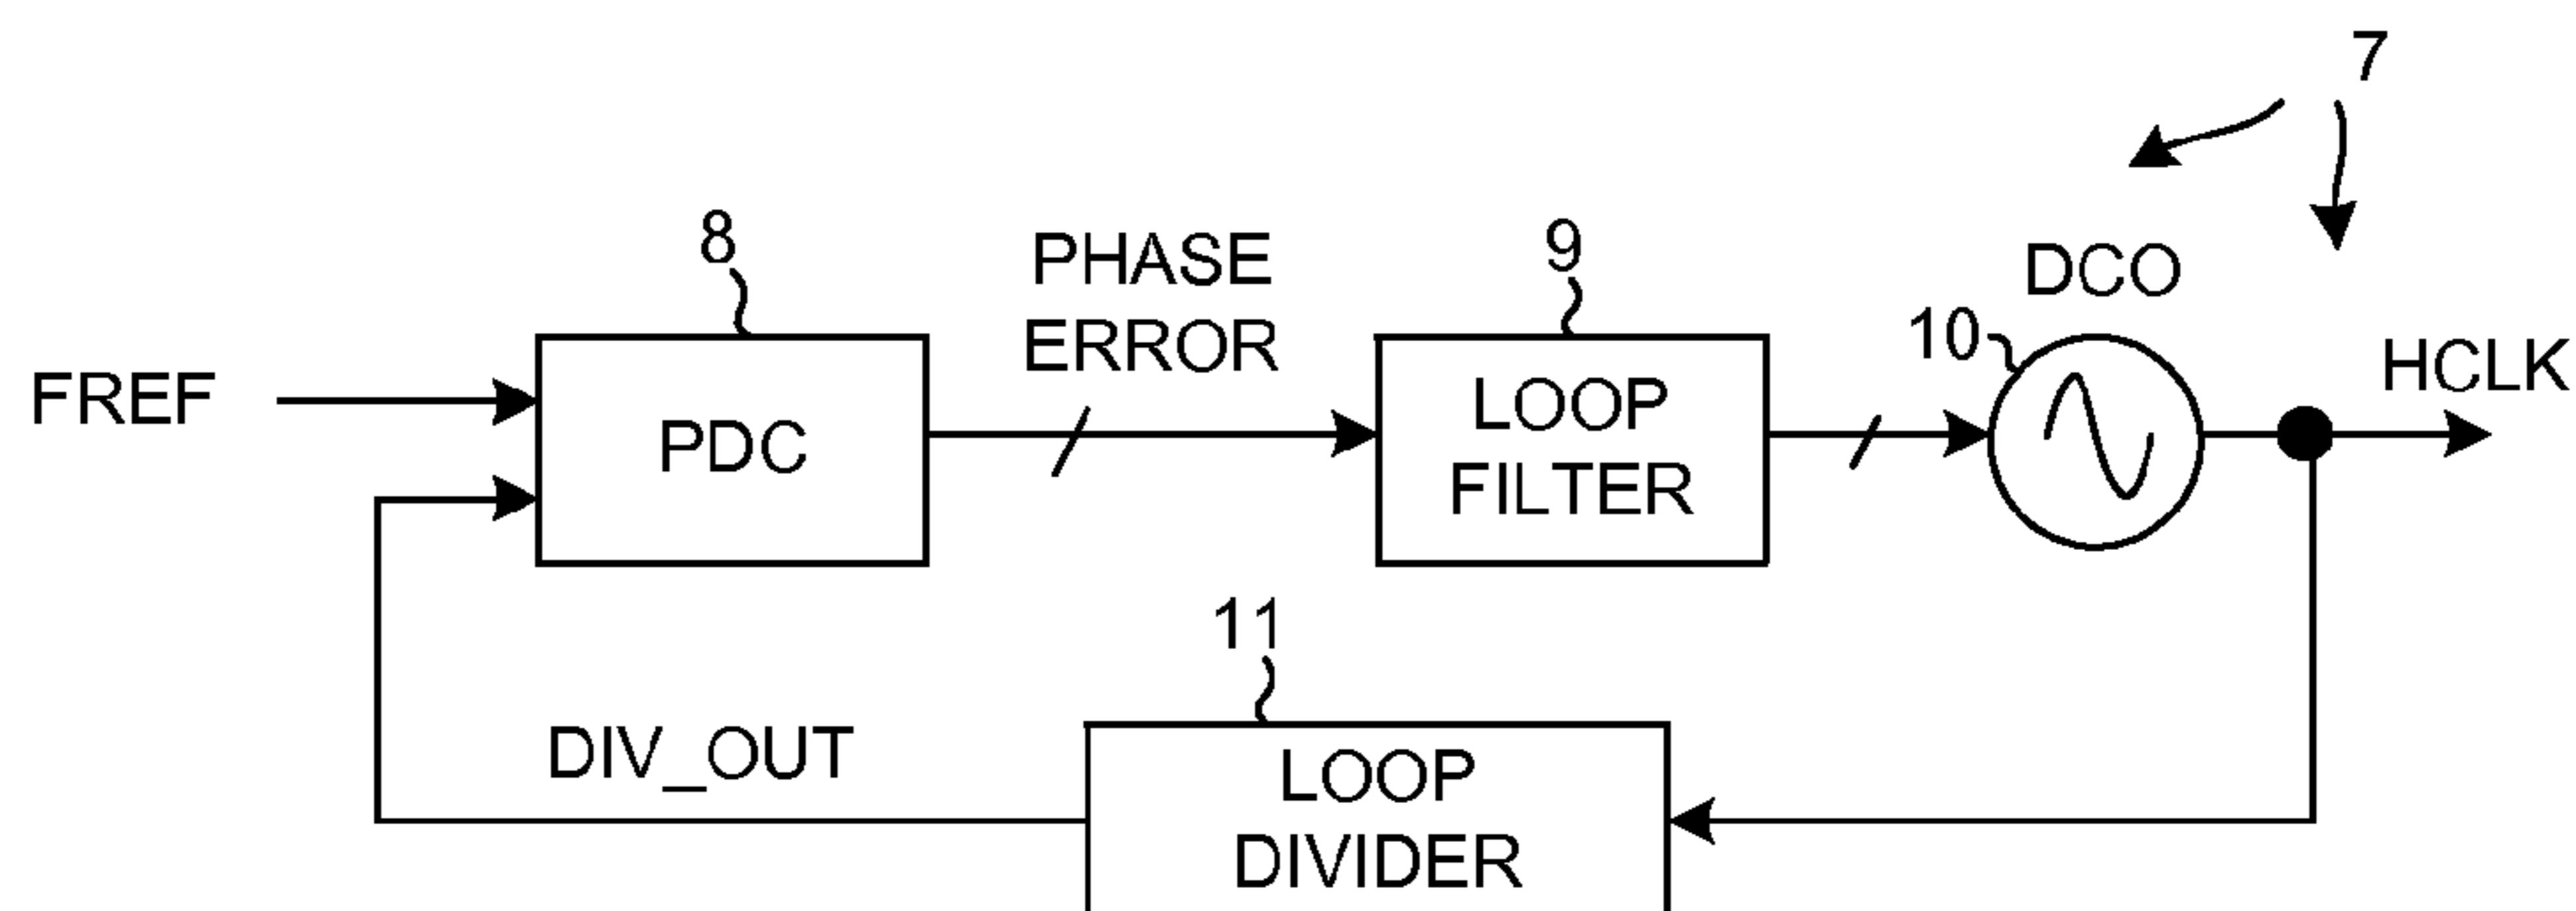 7
8
PHASE
ERROR
9
DCO
10
HCLK
FREF
PDC
LOOP
FILTER
11
DIV_OUT
LOOP
DIVIDER